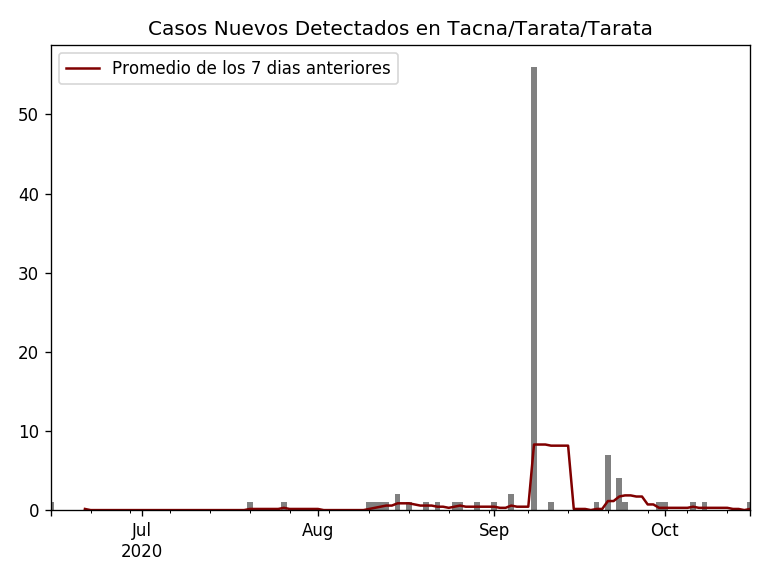 Casos Nuevos Detectados en Tacna/Tarata/Tarata
Promedio de los 7 dias anteriores
50
40
30
20
10
0
Jul
2020
Aug
Sep
Oct